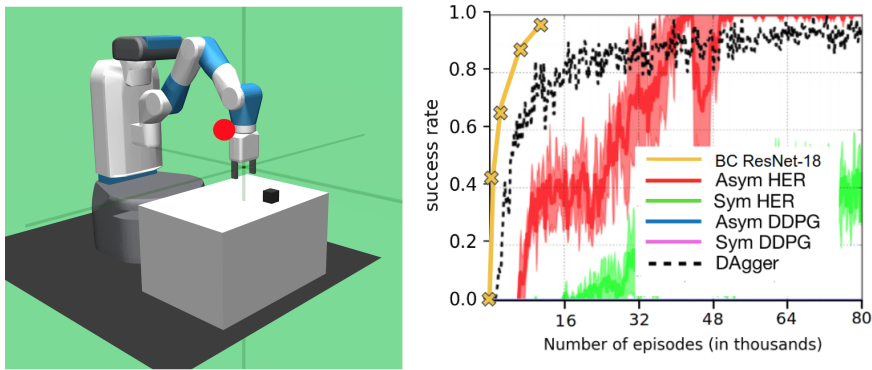 1.0
0.8
0.6
0.4
0.2
0.0
success rate
BC ResNet-18
Asym HER
Sym HER
Asym DDPG
Sym DDPG
DAgger
16 32 48 64 80
Number of episodes (in thousands)